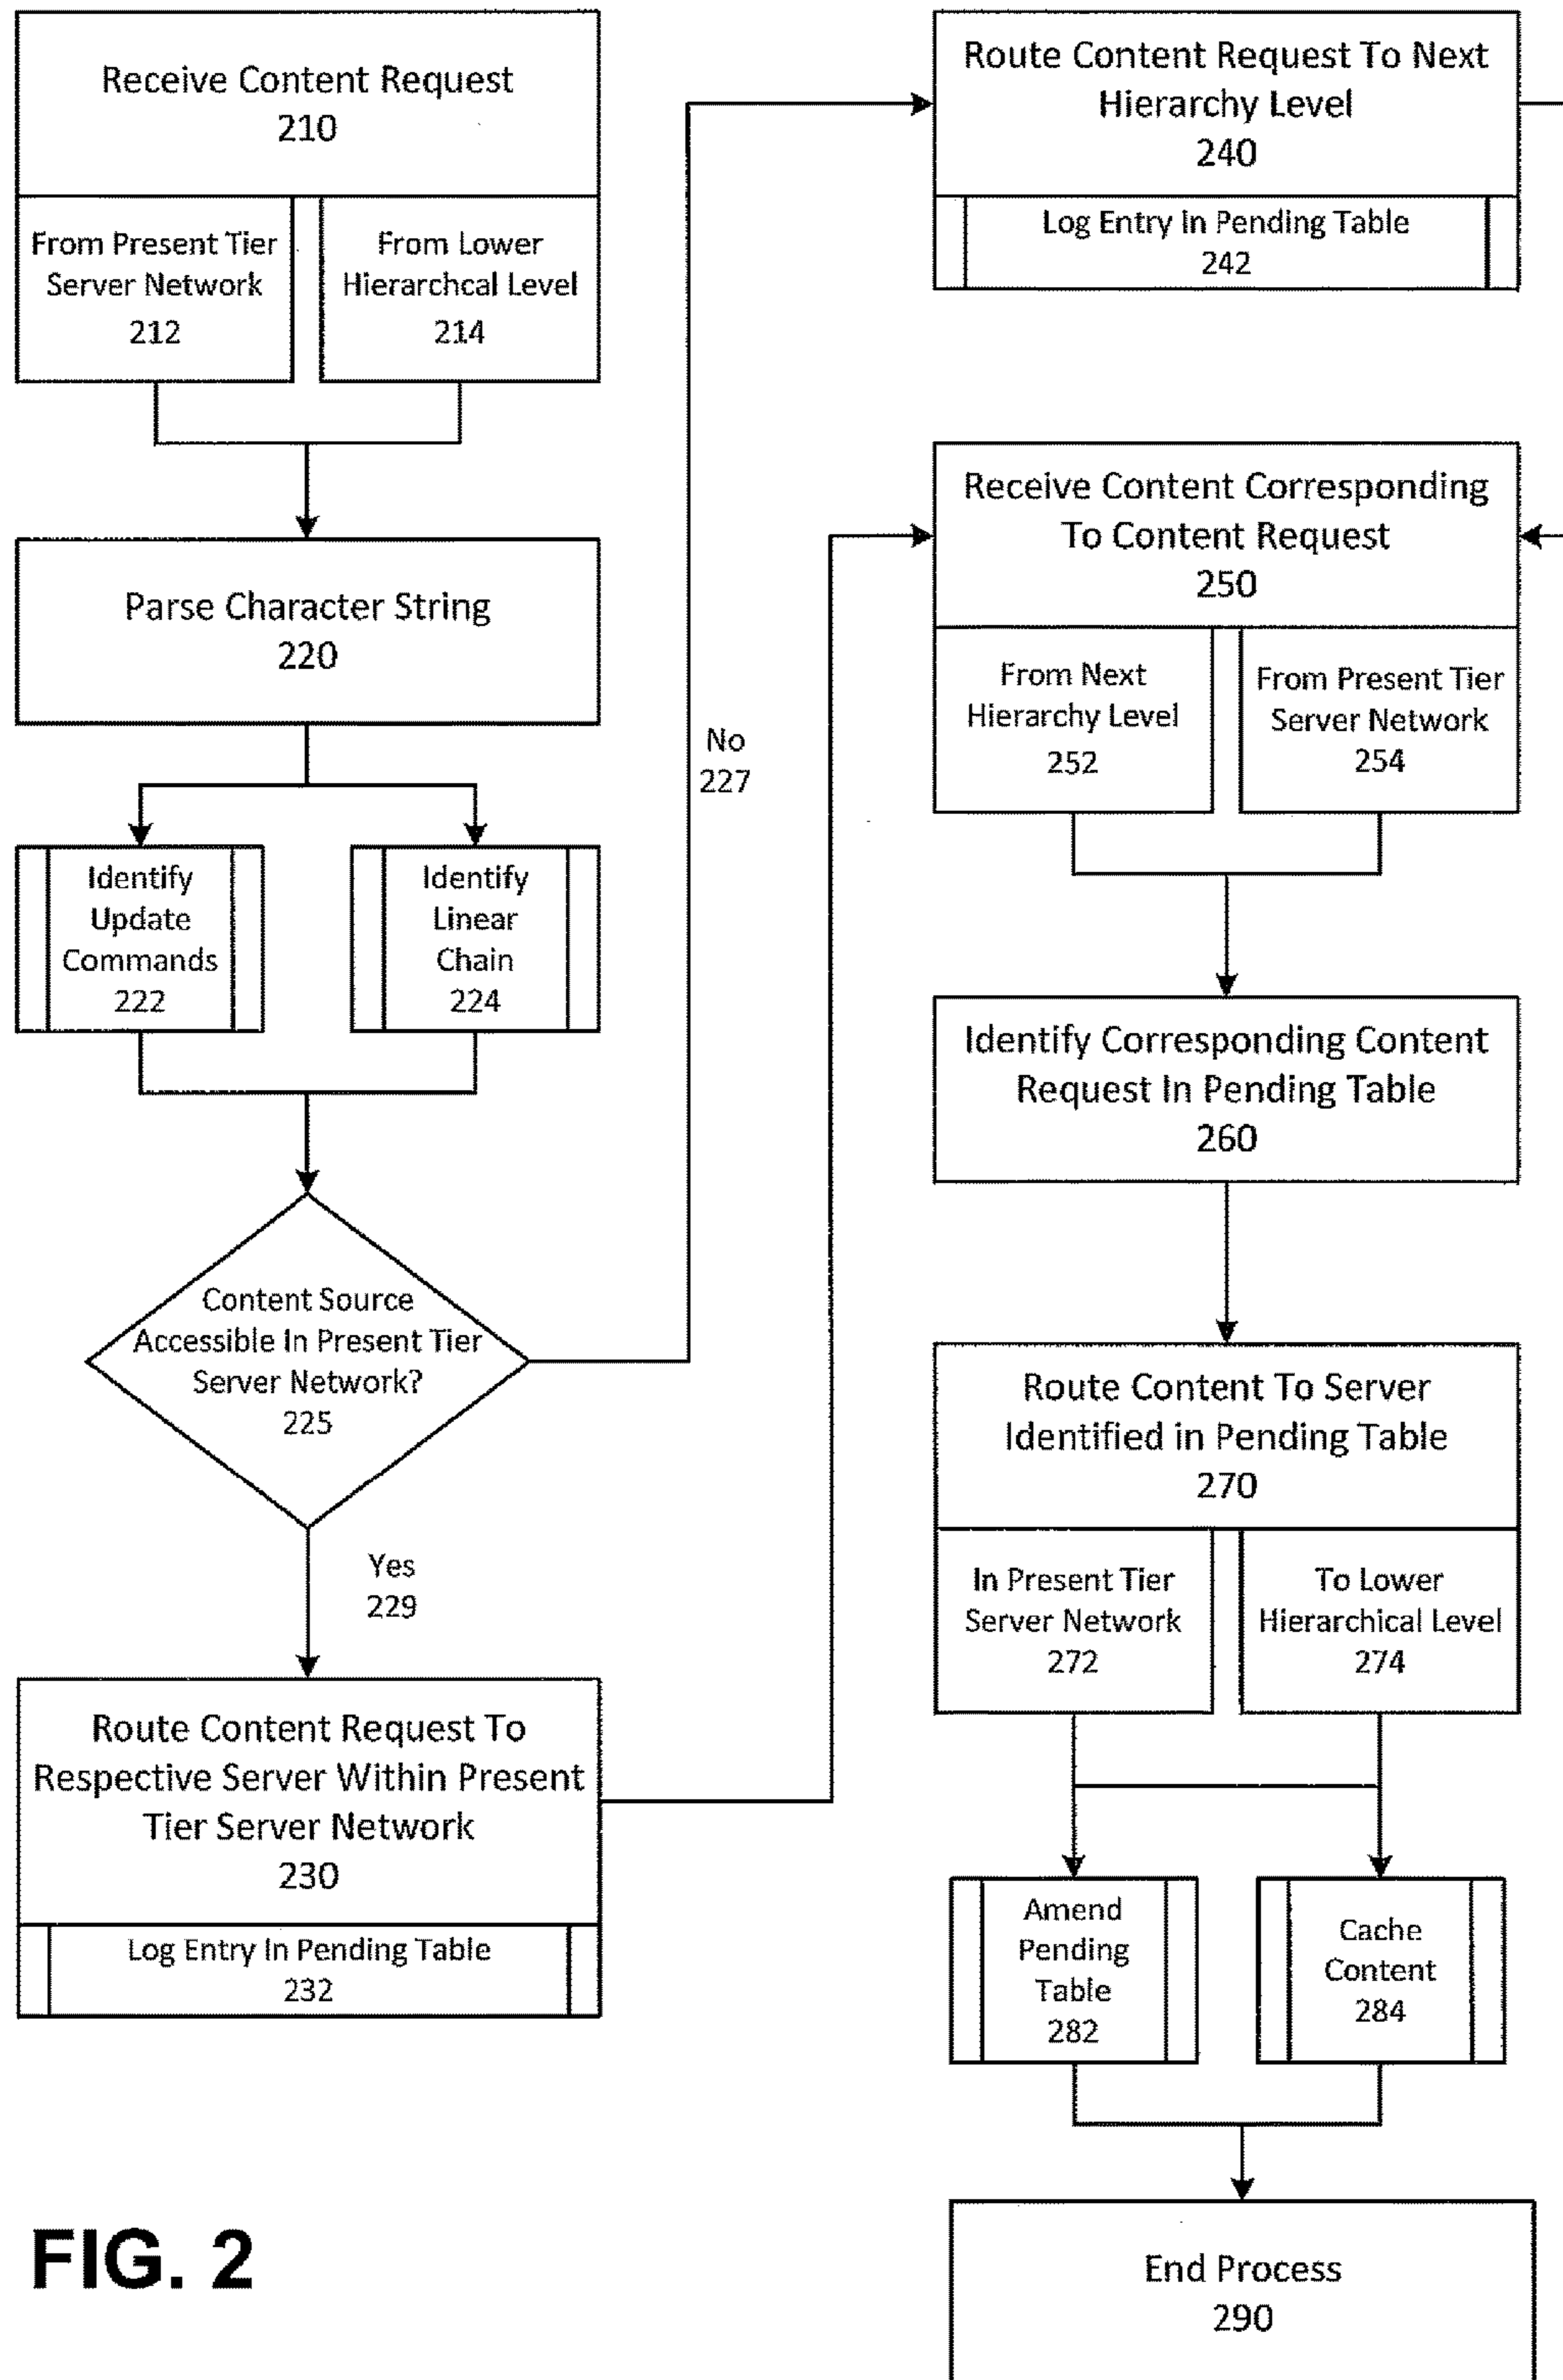 Receive Content Request
210
From Present Tier
Server Network
212
From Lower
Hierarchcal Level
214
Parse Character String
220
Identify
Update
Commands
222
Identify
Linear
Chain
224
Content Source
Accessible In Present Tier
Server Network?
225
No
227
Yes
229
Route Content Request To
Respective Server Within Present
Tier Server Network
230
Log Entry In Pending Table
232
Route Content Request To Next
Hierarchy Level
240
Log Entry In Pending Table
242
Receive Content Corresponding
To Content Request
250
From Next
Hierarchy Level
252
From Present Tier
Server Network
254
Identify Corresponding Content
Request In Pending Table
260
Route Content To Server
Identified in Pending Table
270
In Present Tier
Server Network
272
To Lower
Hierarchical Level
274
Amend
Pending
Table
282
Cache
Content
284
End Process
290
FIG. 2